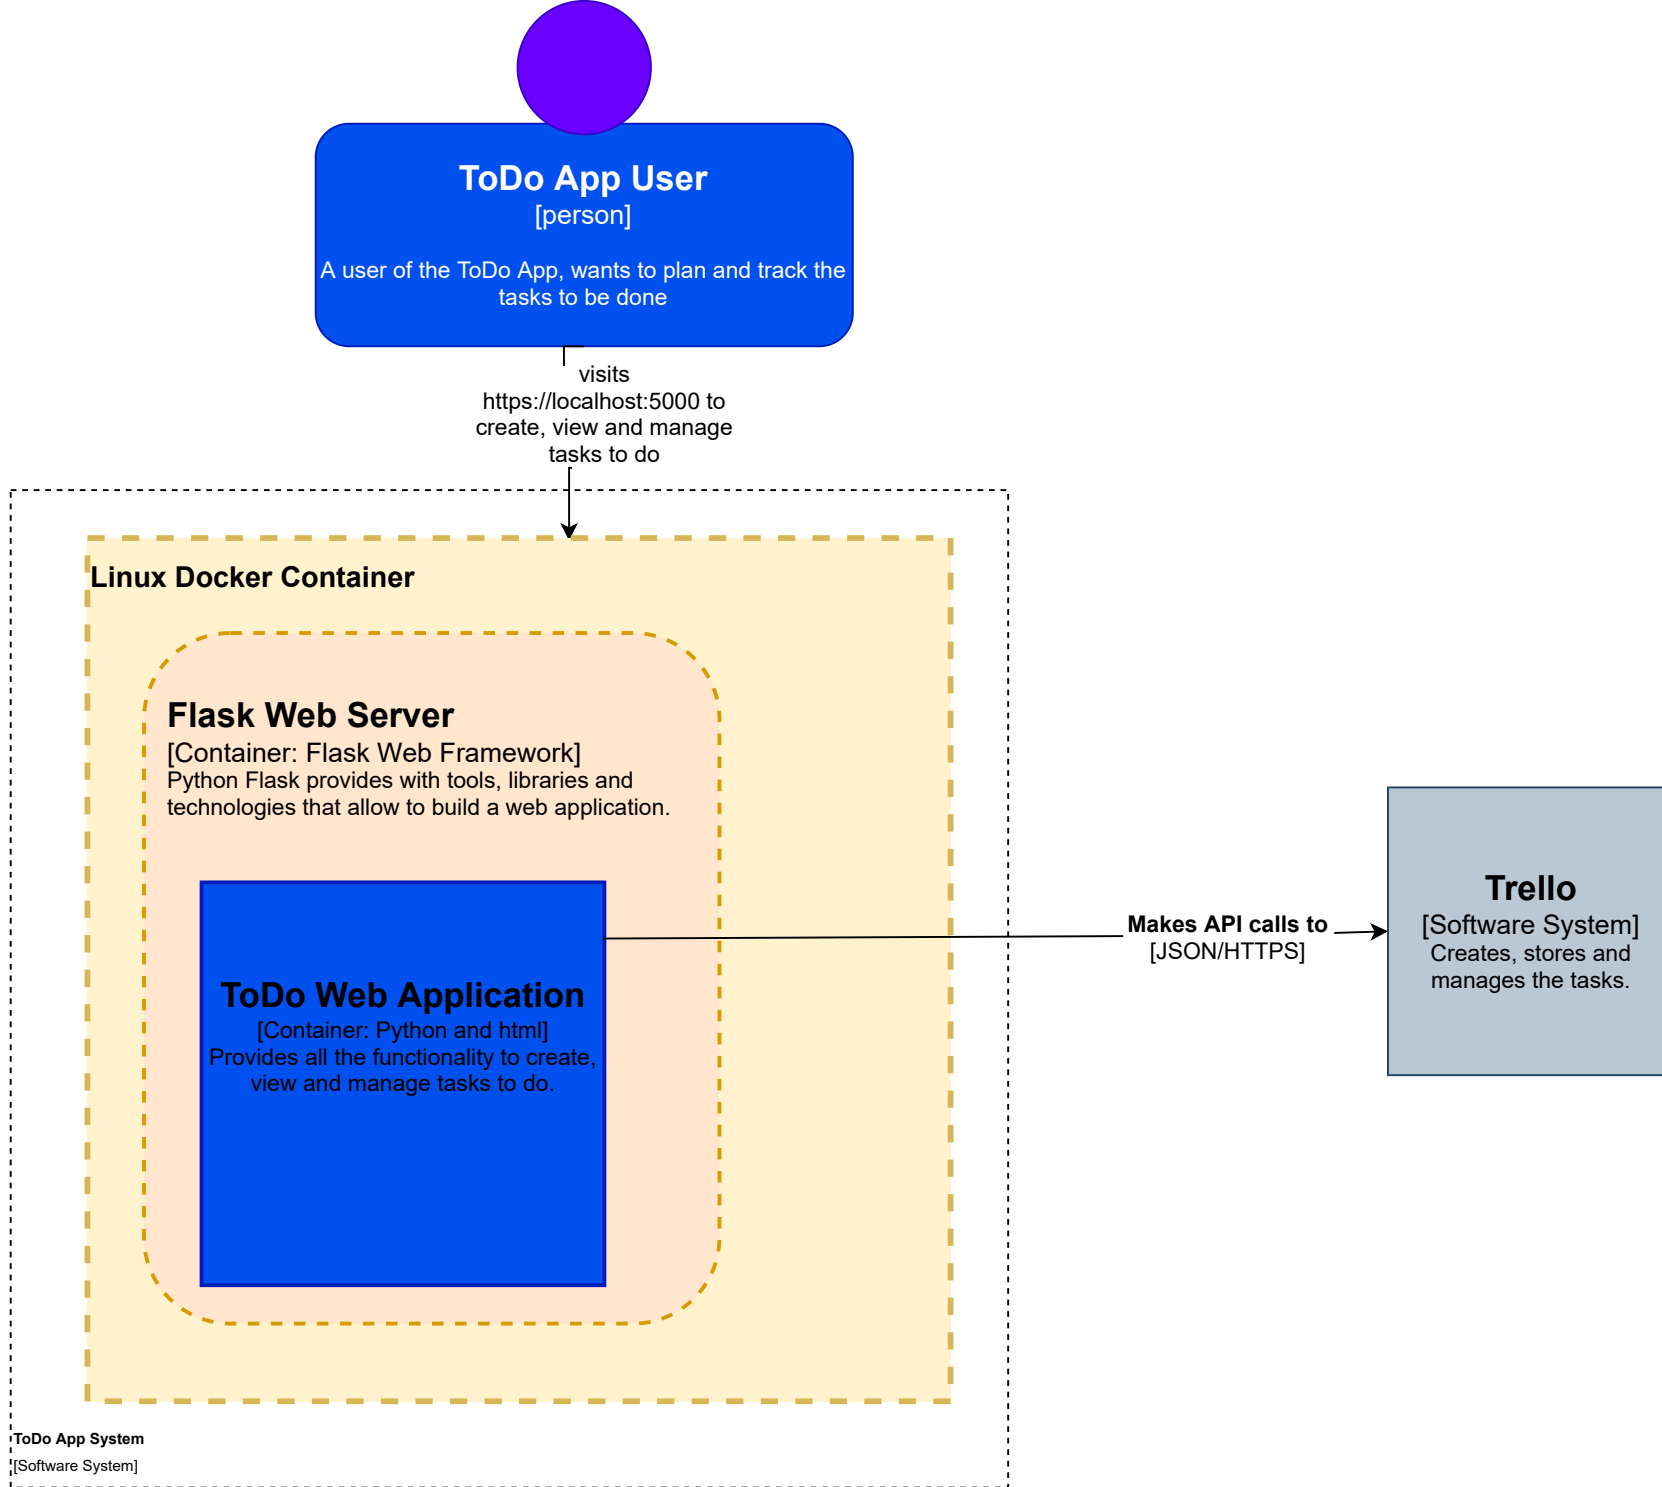 ToDo App User
[person]
A user of the ToDo App, wants to plan and track the
tasks to be done
visits
https://localhost:5000 to
create, view and manage
tasks to do
Linux Docker Container
Flask Web Server
[Container: Flask Web Framework]
Python Flask provides with tools, libraries and
technologies that allow to build a web application.
ToDo Web Application
[Container: Python and html]
Provides all the functionality to create,
view and manage tasks to do.
Makes API calls to
[JSON/HTTPS]
Trello
[Software System]
Creates, stores and
manages the tasks.
ToDo App System
[Software System]